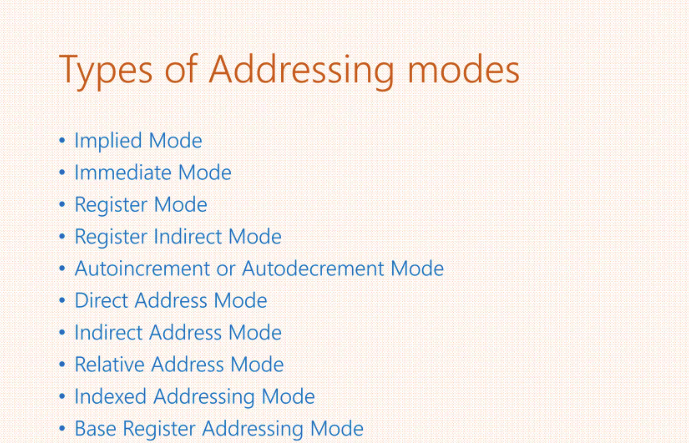 Types of Addressing modes
• Implied Mode
• Immediate Mode
• Register Mode
• Register Indirect Mode
• Autoincrement or Autodecrement Mode
• Direct Address Mode
• Indirect Address Mode
• Relative Address Mode
• Indexed Addressing Mode
• Base Register Addressing Mode